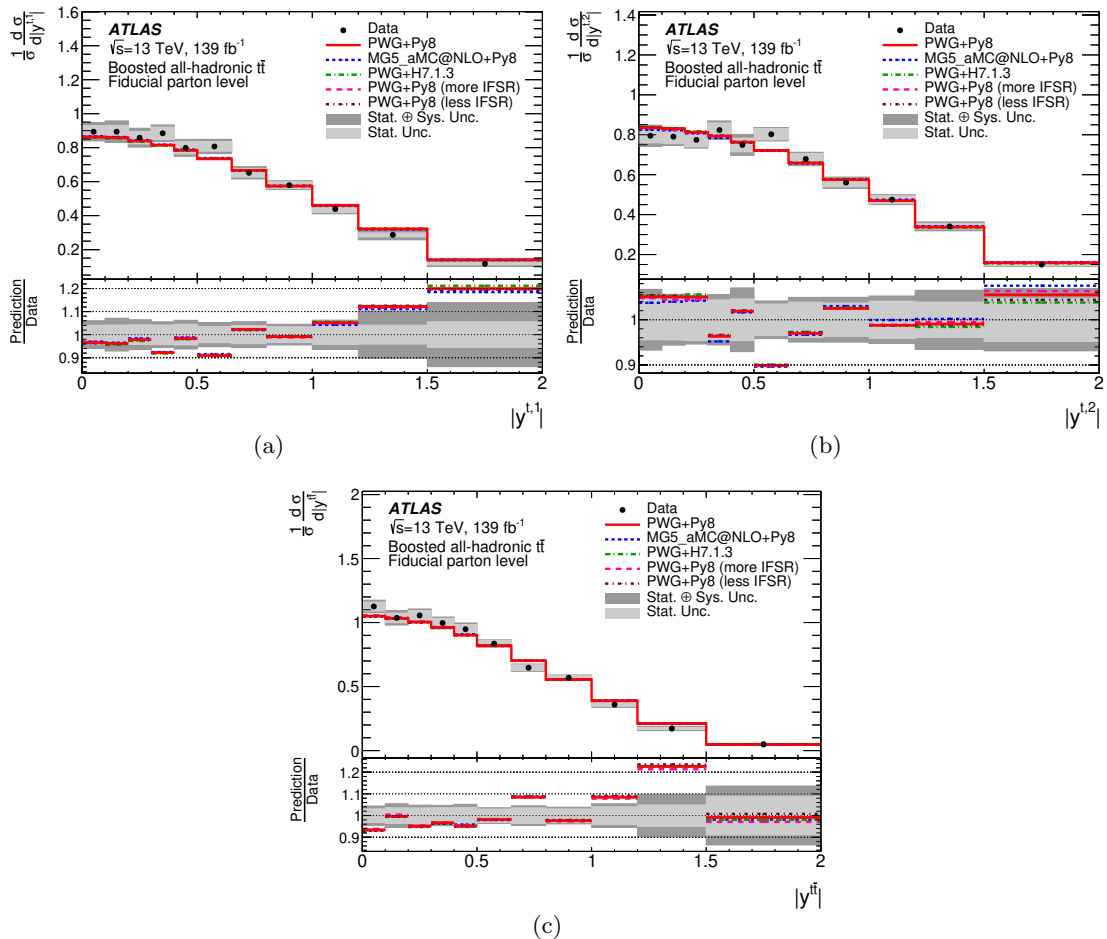 1/σ d σ/d|y^{t,1}|
ATLAS
√s=13 TeV, 139 fb⁻¹
Boosted all-hadronic tt̄
Fiducial parton level
Data
PWG+Py8
MG5_aMC@NLO+Py8
PWG+H7.1.3
PWG+Py8 (more IFSR)
PWG+Py8 (less IFSR)
Stat. ⊕ Sys. Unc.
Stat. Unc.
1.6
1.4
1.2
1
0.8
0.6
0.4
0.2
Prediction
Data
1.2
1.1
1
0.9
0 0.5 1 1.5 2
|y^{t,1}|
(a)
1/σ d σ/d|y^{t,2}|
ATLAS
√s=13 TeV, 139 fb⁻¹
Boosted all-hadronic tt̄
Fiducial parton level
Data
PWG+Py8
MG5_aMC@NLO+Py8
PWG+H7.1.3
PWG+Py8 (more IFSR)
PWG+Py8 (less IFSR)
Stat. ⊕ Sys. Unc.
Stat. Unc.
1.4
1.2
1
0.8
0.6
0.4
0.2
0
Prediction
Data
1
0.9
0 0.5 1 1.5 2
|y^{t,2}|
(b)
1/σ d σ/d|y^{tt̄}|
ATLAS
√s=13 TeV, 139 fb⁻¹
Boosted all-hadronic tt̄
Fiducial parton level
Data
PWG+Py8
MG5_aMC@NLO+Py8
PWG+H7.1.3
PWG+Py8 (more IFSR)
PWG+Py8 (less IFSR)
Stat. ⊕ Sys. Unc.
Stat. Unc.
2
1.5
1
0.5
0
Prediction
Data
1.2
1.1
1
0.9
0 0.5 1 1.5 2
|y^{tt̄}|
(c)